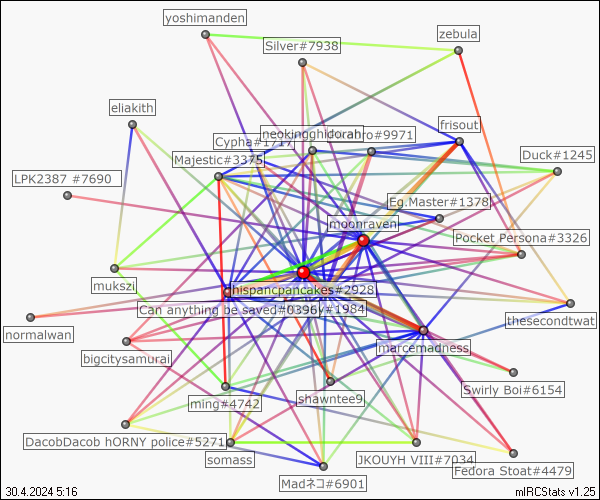 yoshimanden
zebula
Silver#7938
eliakith
frisout
neokingghidorah
ro#9971
Cypha#1717
Duck#1245
Majestic#3375
LPK2387 #7690
Eg.Master#1378
moonraven
Pocket Persona#3326
mukszi
hispancpancakes#2928
Can anything be saved#0396
y#1984
thesecondtwat
normalwan
marcemadness
bigcitysamurai
Swirly Boi#6154
shawntee9
ming#4742
DacobDacob hORNY police#5271
somass
JKOUYH VIII#7034
Fedora Stoat#4479
Madネコ#6901
30.4.2024 5:16
mIRCStats v1.25